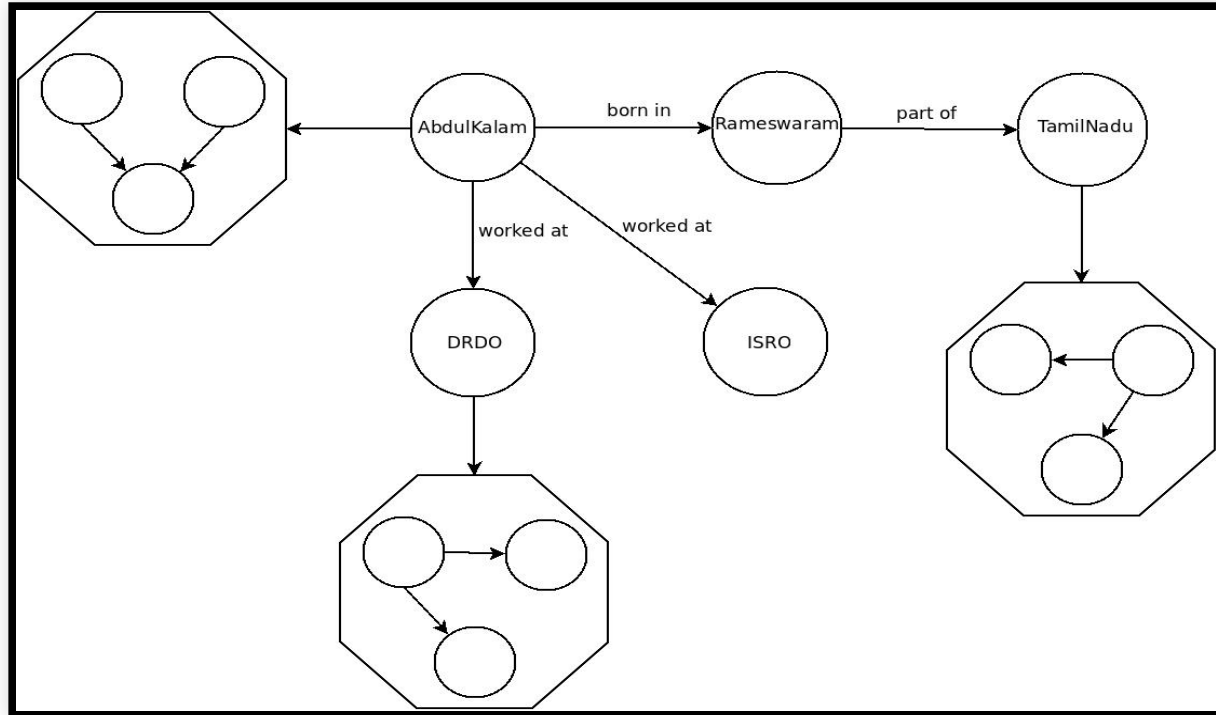 AbdulKalam
born in
Rameswaram
part of
TamilNadu
worked at
worked at
DRDO
ISRO